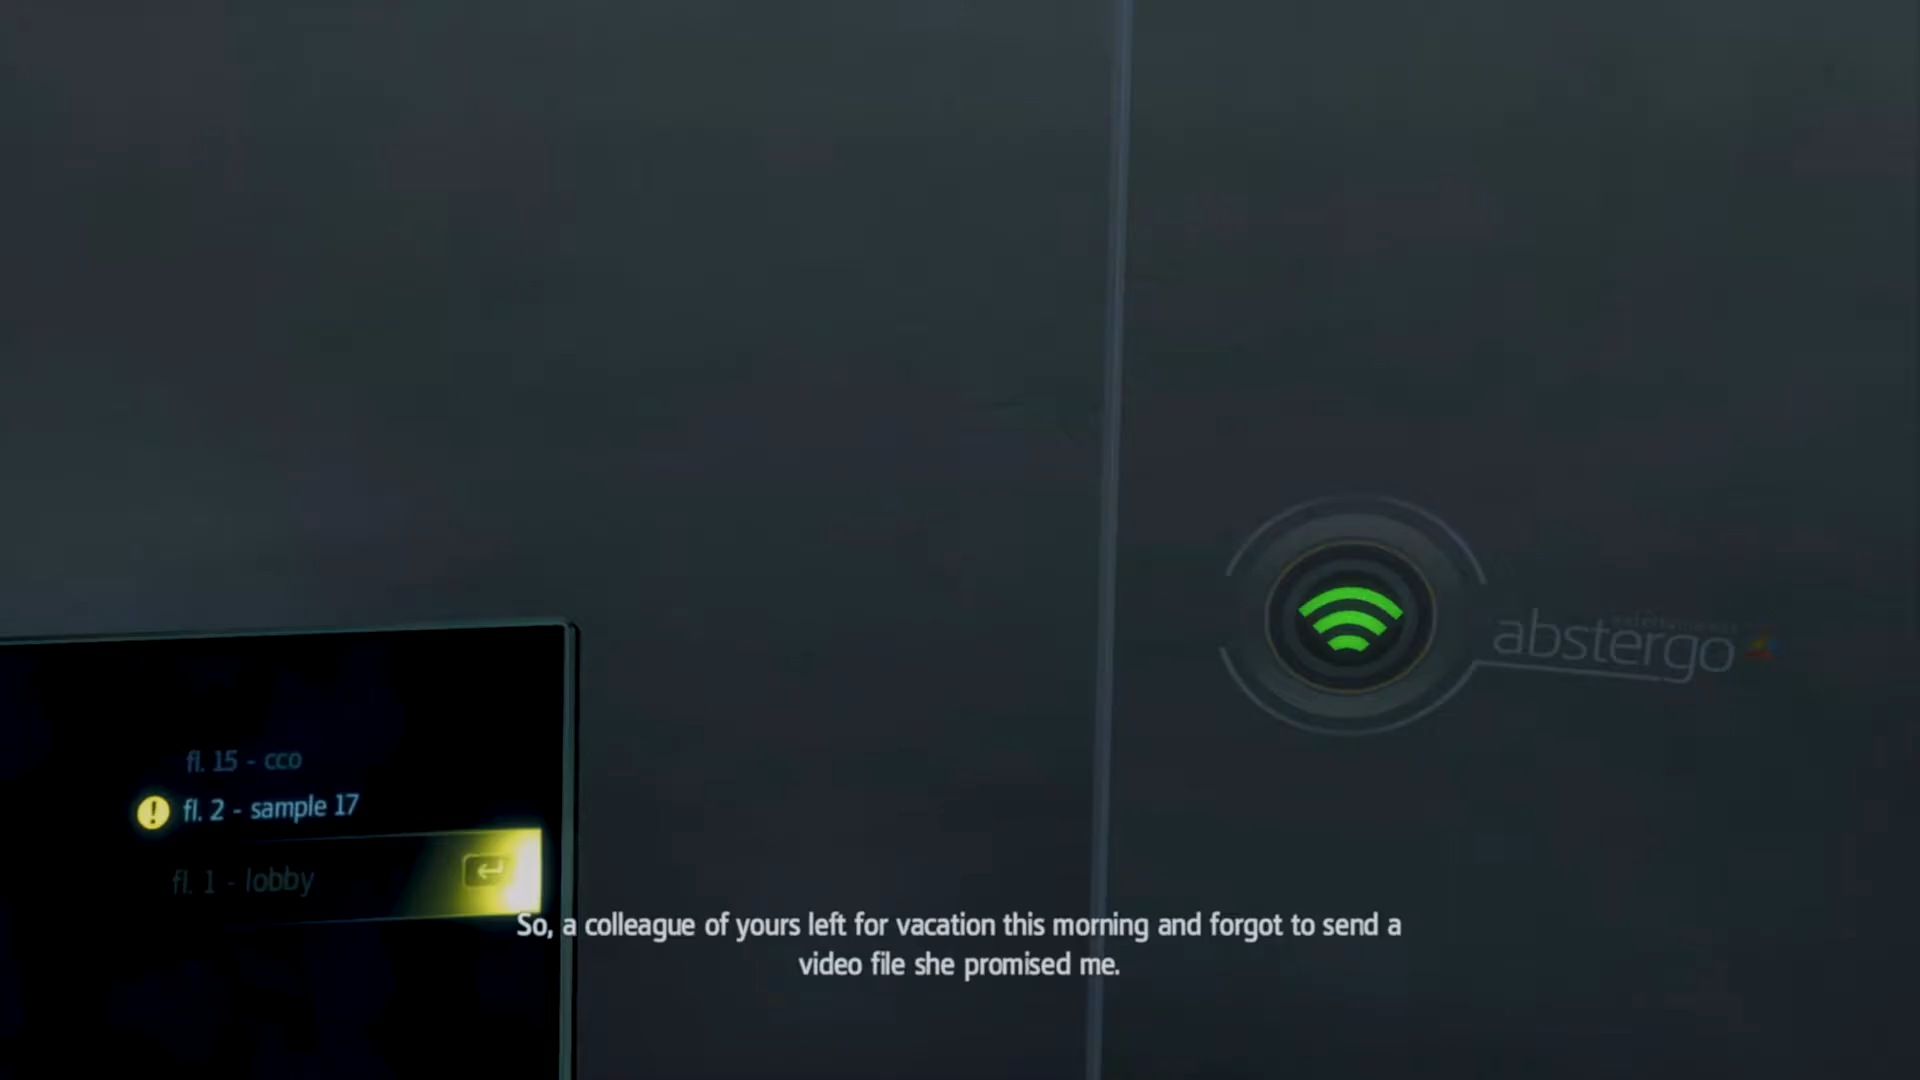 abstergo
fl. 15 - cco
fl. 2 - sample 17
fl. 1 - lobby
So, a colleague of yours left for vacation this morning and forgot to send a
video file she promised me.